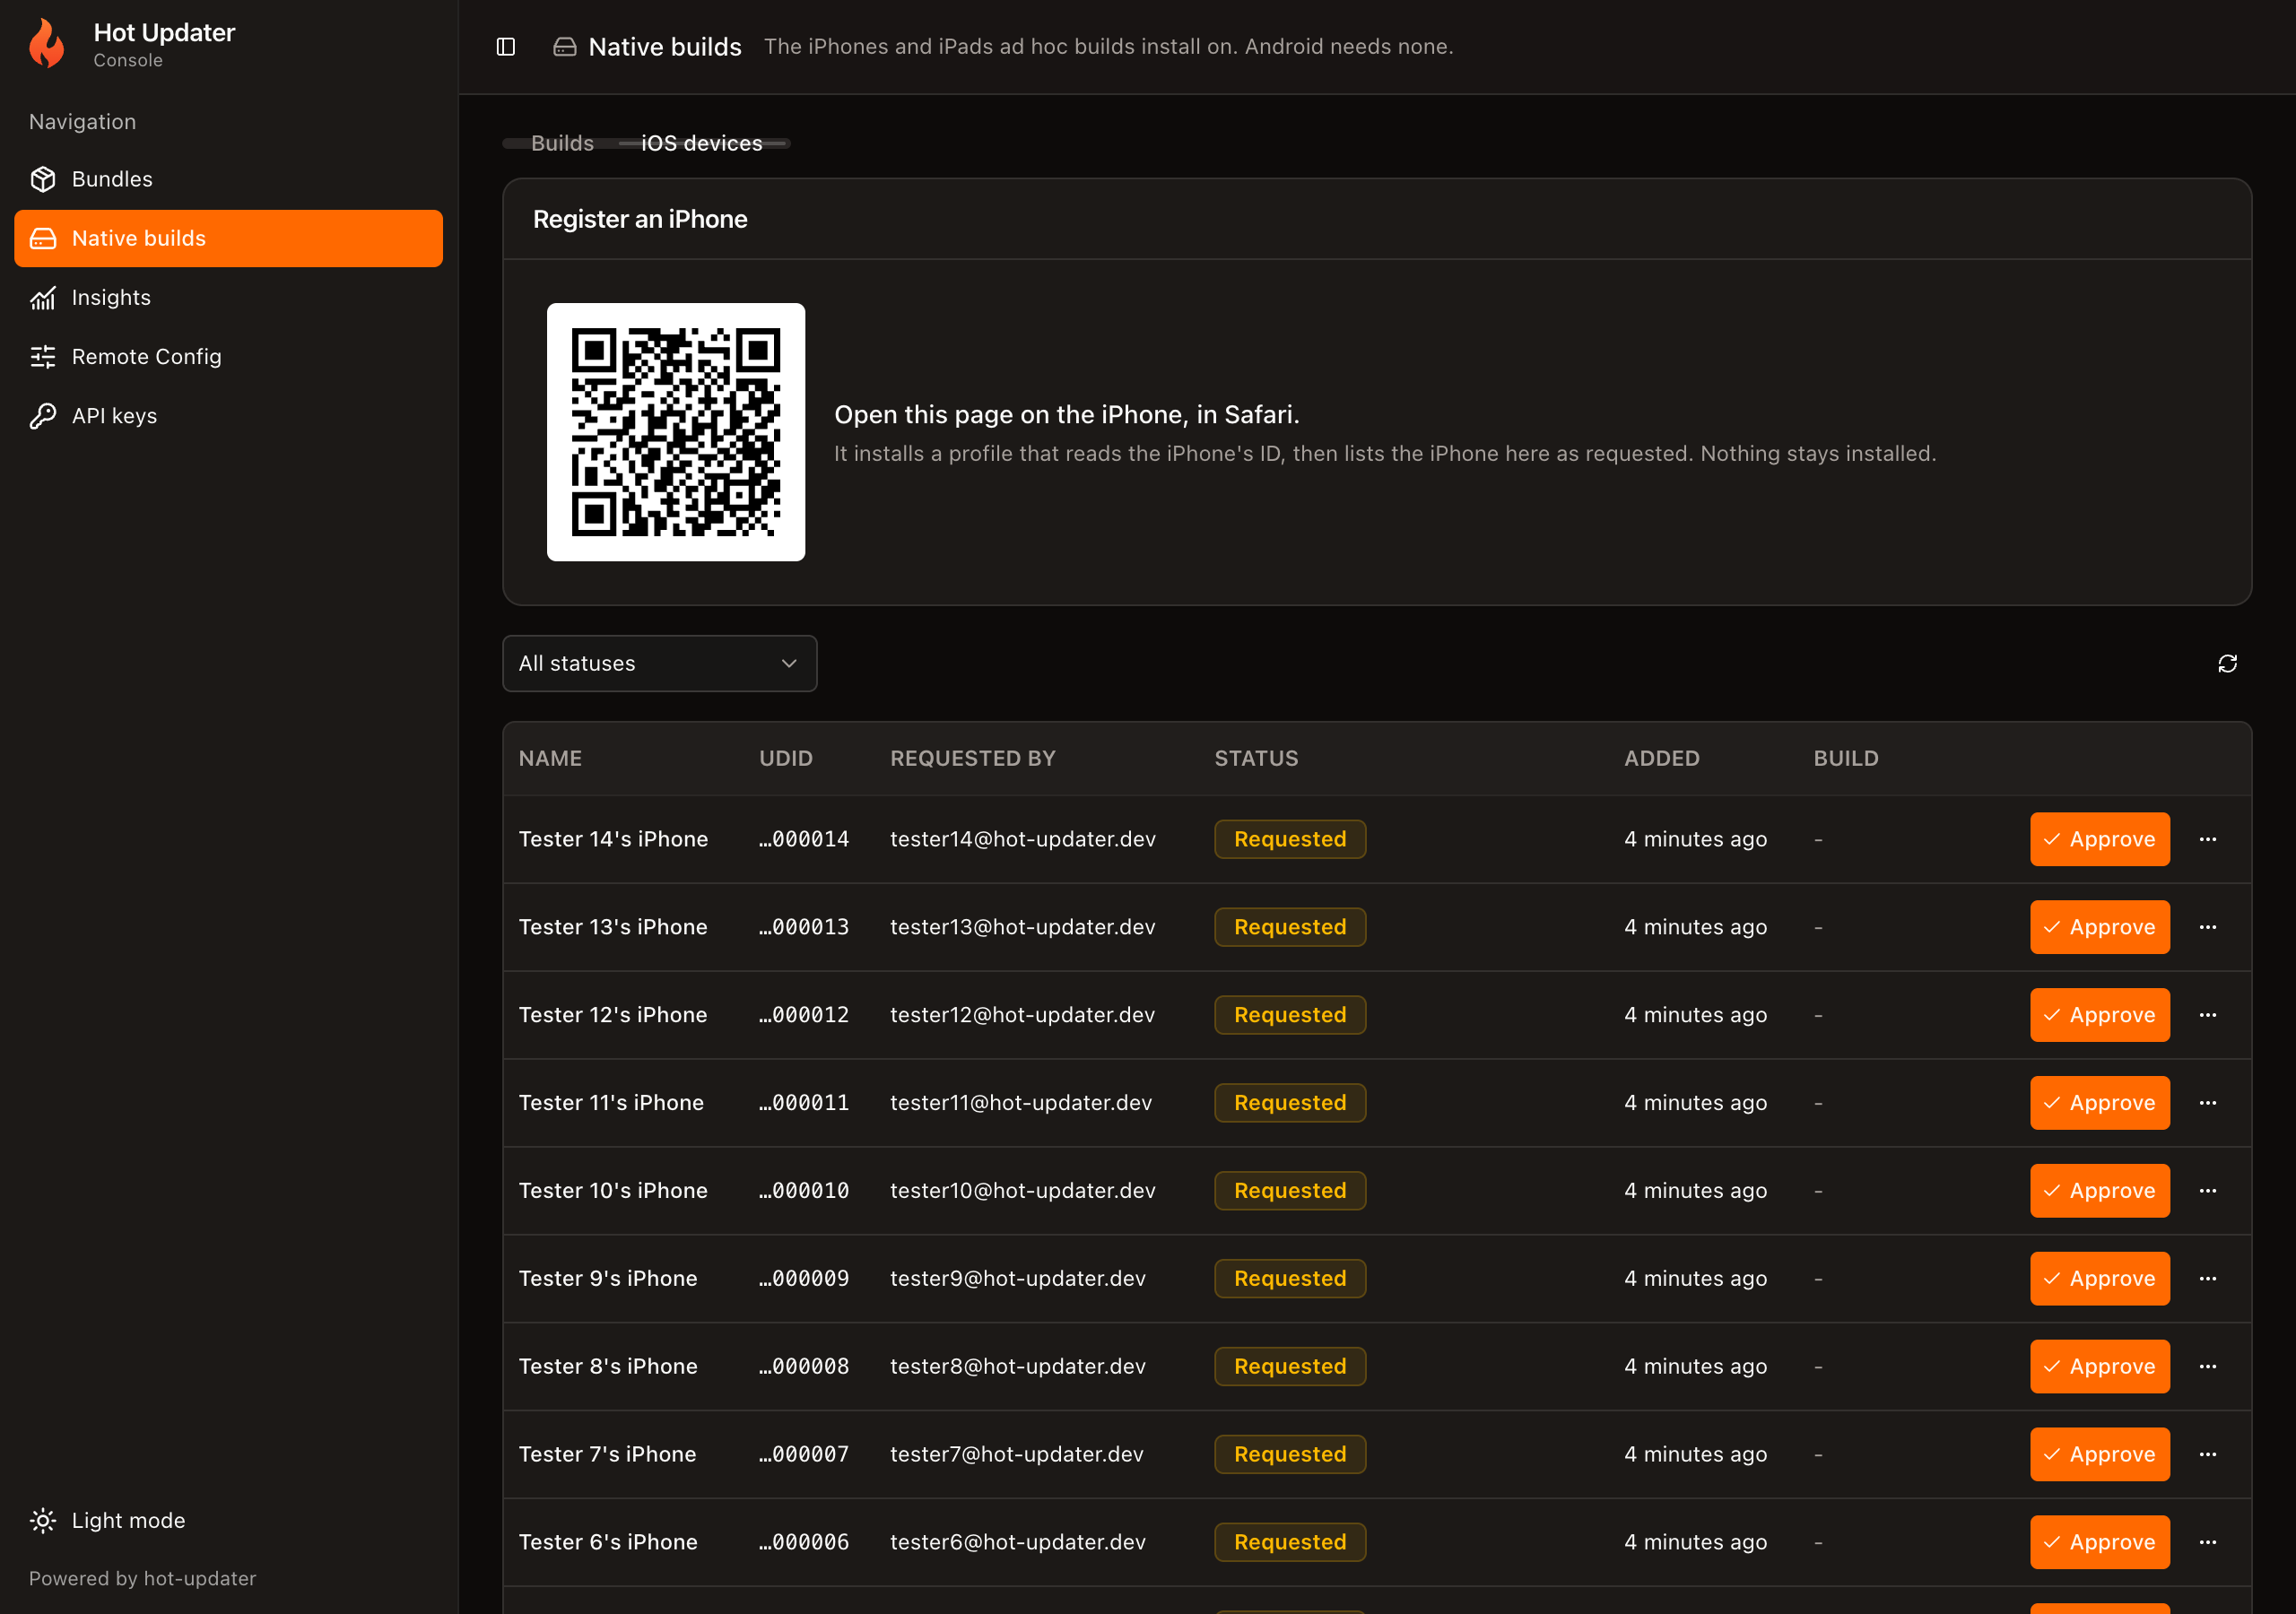 Hot Updater
Console
Navigation
Bundles
Native builds
Insights
Remote Config
API keys
Light mode
Powered by hot-updater
Native builds The iPhones and iPads ad hoc builds install on. Android needs none.
Builds iOS devices
Register an iPhone
Open this page on the iPhone, in Safari.
It installs a profile that reads the iPhone's ID, then lists the iPhone here as requested. Nothing stays installed.
All statuses
NAME UDID REQUESTED BY STATUS ADDED BUILD
Tester 14's iPhone …000014 tester14@hot-updater.dev Requested 4 minutes ago - Approve
Tester 13's iPhone …000013 tester13@hot-updater.dev Requested 4 minutes ago - Approve
Tester 12's iPhone …000012 tester12@hot-updater.dev Requested 4 minutes ago - Approve
Tester 11's iPhone …000011 tester11@hot-updater.dev Requested 4 minutes ago - Approve
Tester 10's iPhone …000010 tester10@hot-updater.dev Requested 4 minutes ago - Approve
Tester 9's iPhone …000009 tester9@hot-updater.dev Requested 4 minutes ago - Approve
Tester 8's iPhone …000008 tester8@hot-updater.dev Requested 4 minutes ago - Approve
Tester 7's iPhone …000007 tester7@hot-updater.dev Requested 4 minutes ago - Approve
Tester 6's iPhone …000006 tester6@hot-updater.dev Requested 4 minutes ago - Approve